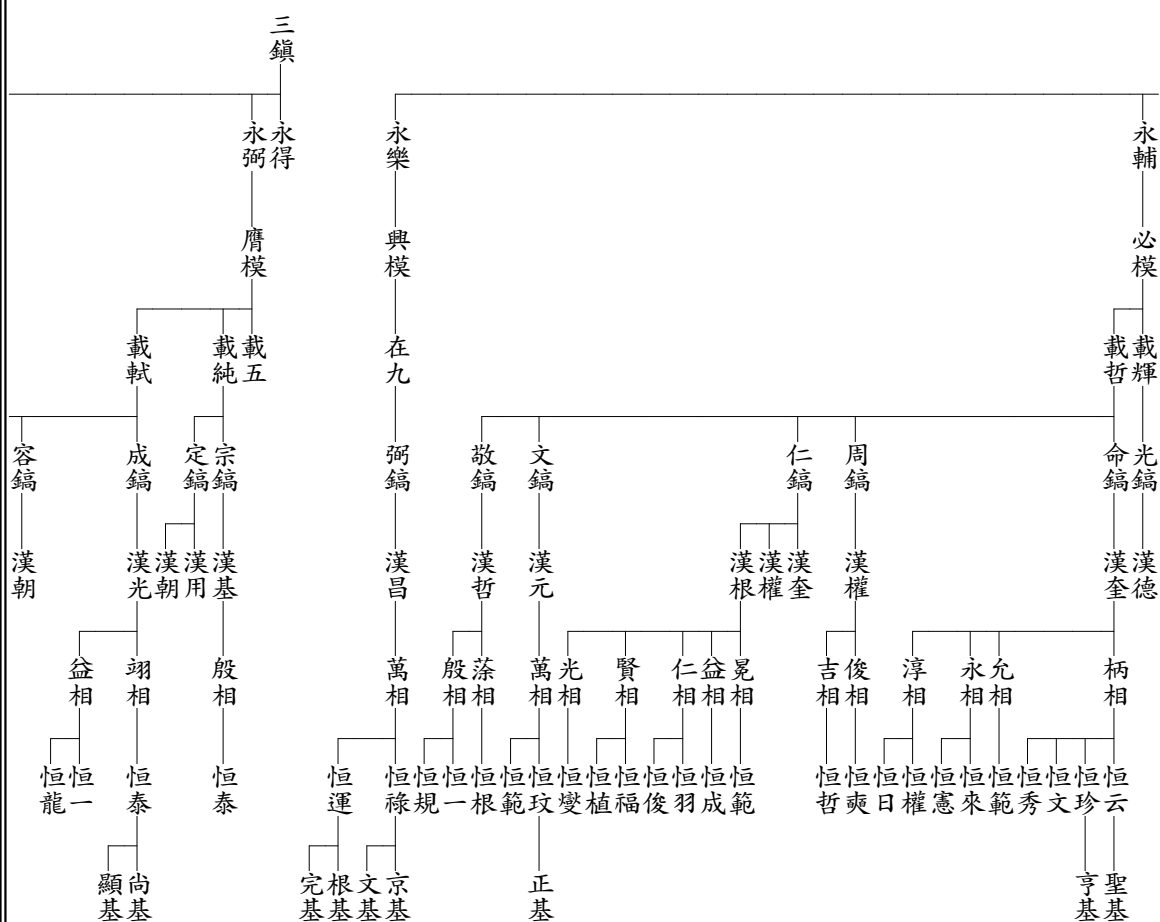 三鎭
永輔
永樂
永得
永弼
必模
興模
膺模
載輝
載哲
在九
載五
載純
載軾
光鎬
命鎬
周鎬
仁鎬
文鎬
敬鎬
弼鎬
宗鎬
定鎬
成鎬
容鎬
漢德
漢奎
漢權
漢奎
漢權
漢根
漢元
漢哲
漢昌
漢基
漢用
漢朝
漢光
漢朝
柄相
允相
永相
淳相
俊相
吉相
冕相
益相
仁相
賢相
光相
萬相
蔡相
殷相
萬相
殷相
翊相
益相
恒云
恒珍
恒文
恒秀
恒範
恒來
恒憲
恒權
恒日
恒奭
恒哲
恒範
恒成
恒羽
恒俊
恒福
恒植
恒燮
恒玟
恒範
恒根
恒一
恒規
恒祿
恒運
恒泰
恒泰
恒一
恒龍
聖基
亨基
正基
京基
文基
根基
完基
尚基
顯基